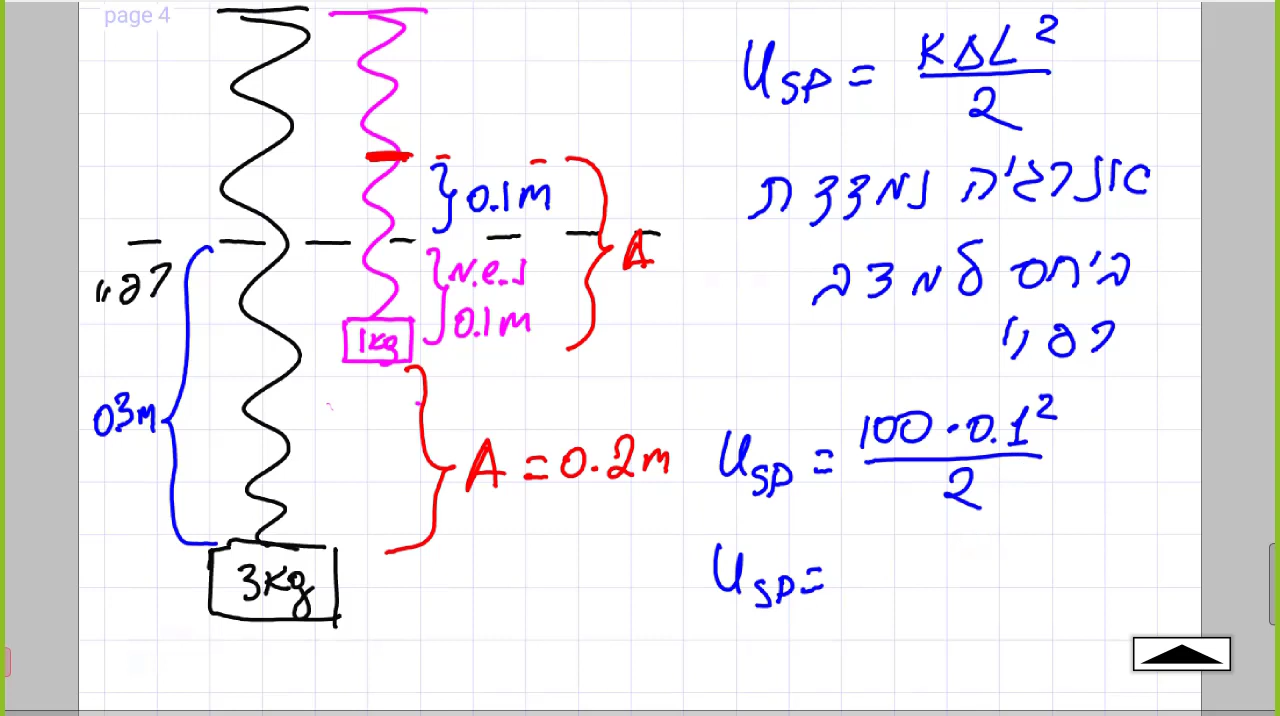 page 4
U_SP = KΔL² / 2
אנרגיה נמדדת
0.1m
A
ביחס למצב
רפוי
רפוי
נ.ש.מ
0.1m
1kg
0.3m
A = 0.2m
U_SP = 100 · 0.1² / 2
U_SP =
3kg